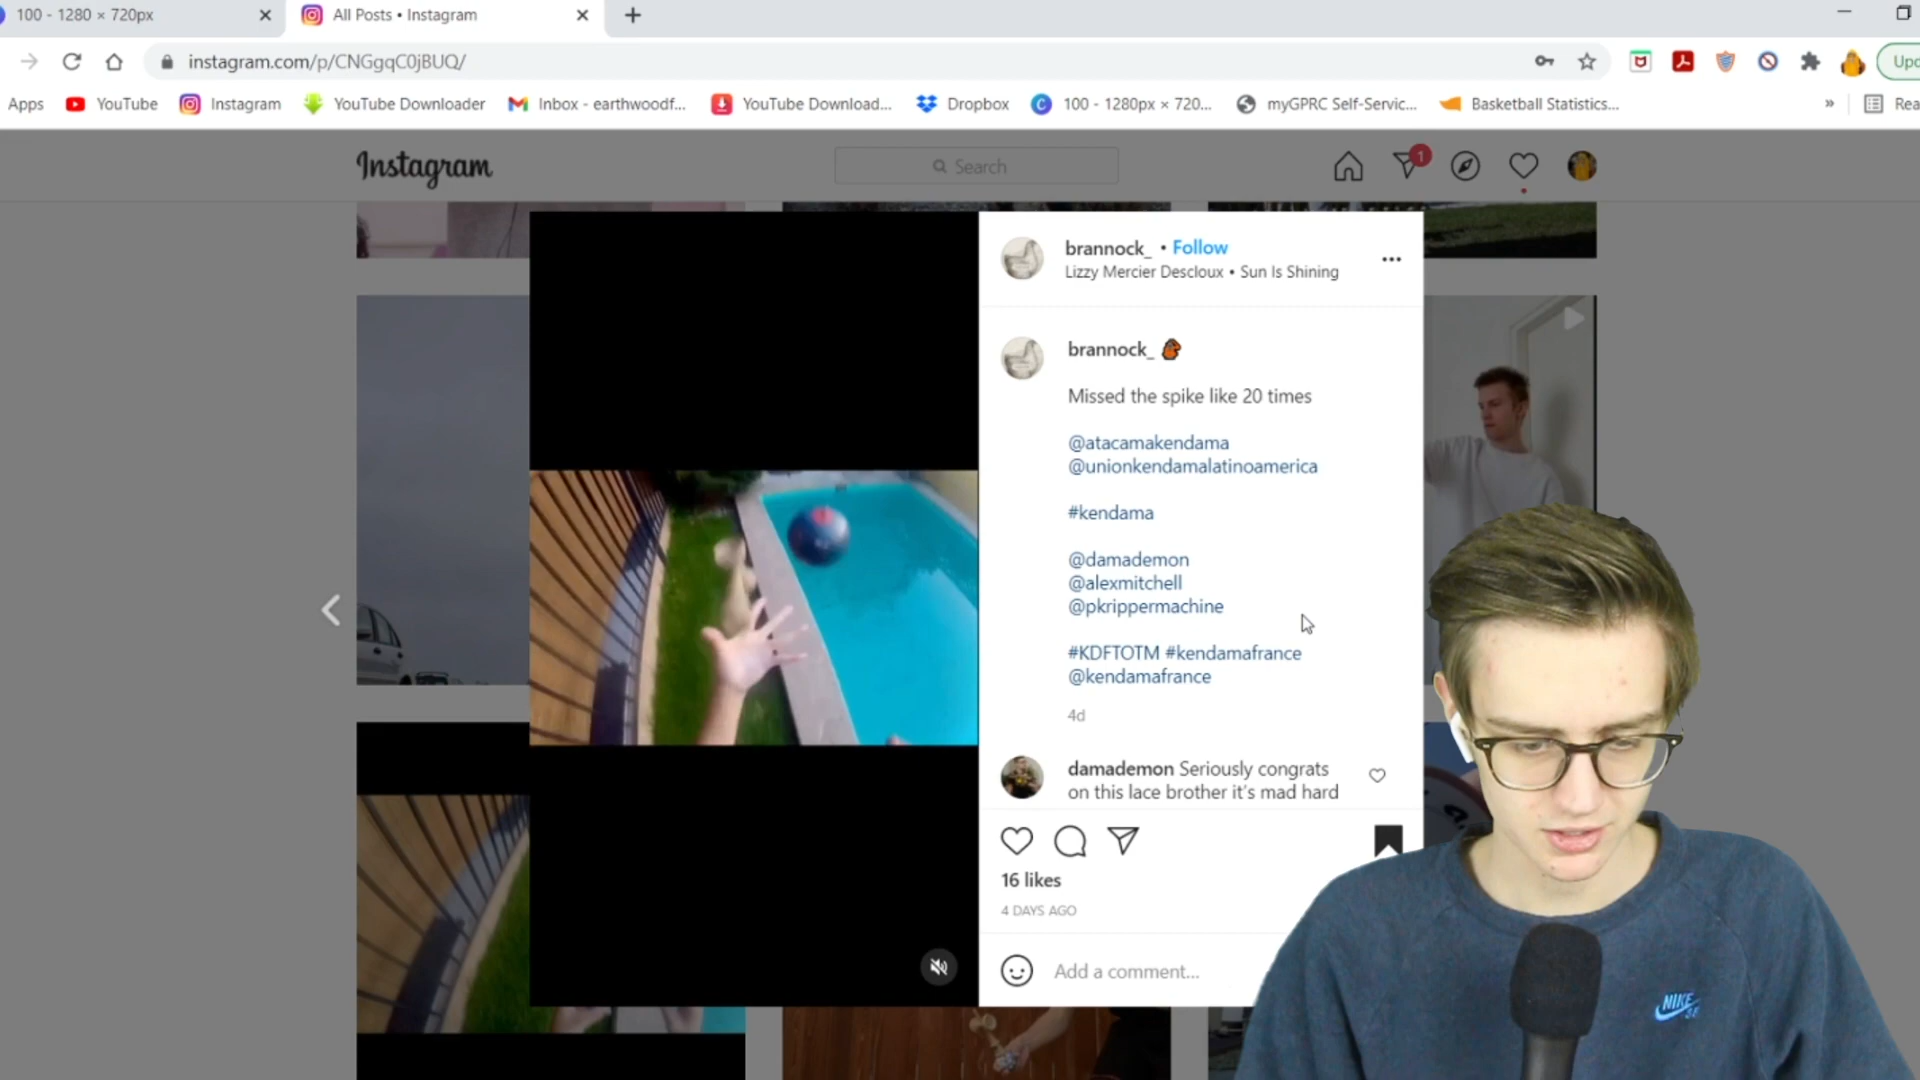 100 - 1280 × 720px
All Posts • Instagram
instagram.com/p/CNGgqC0jBUQ/
Apps
YouTube
Instagram
YouTube Downloader
Inbox - earthwoodf...
YouTube Download...
Dropbox
100 - 1280px × 720...
myGPRC Self-Servic...
Basketball Statistics...
»
Instagram
Search
1
brannock_ • Follow
Lizzy Mercier Descloux • Sun Is Shining
brannock_
Missed the spike like 20 times
@atacamakendama
@unionkendamalatinoamerica
#kendama
@damademon
@alexmitchell
@pkrippermachine
#KDFTOTM #kendamafrance
@kendamafrance
4d
damademon Seriously congrats
on this lace brother it's mad hard
16 likes
4 DAYS AGO
Add a comment...
NIKE